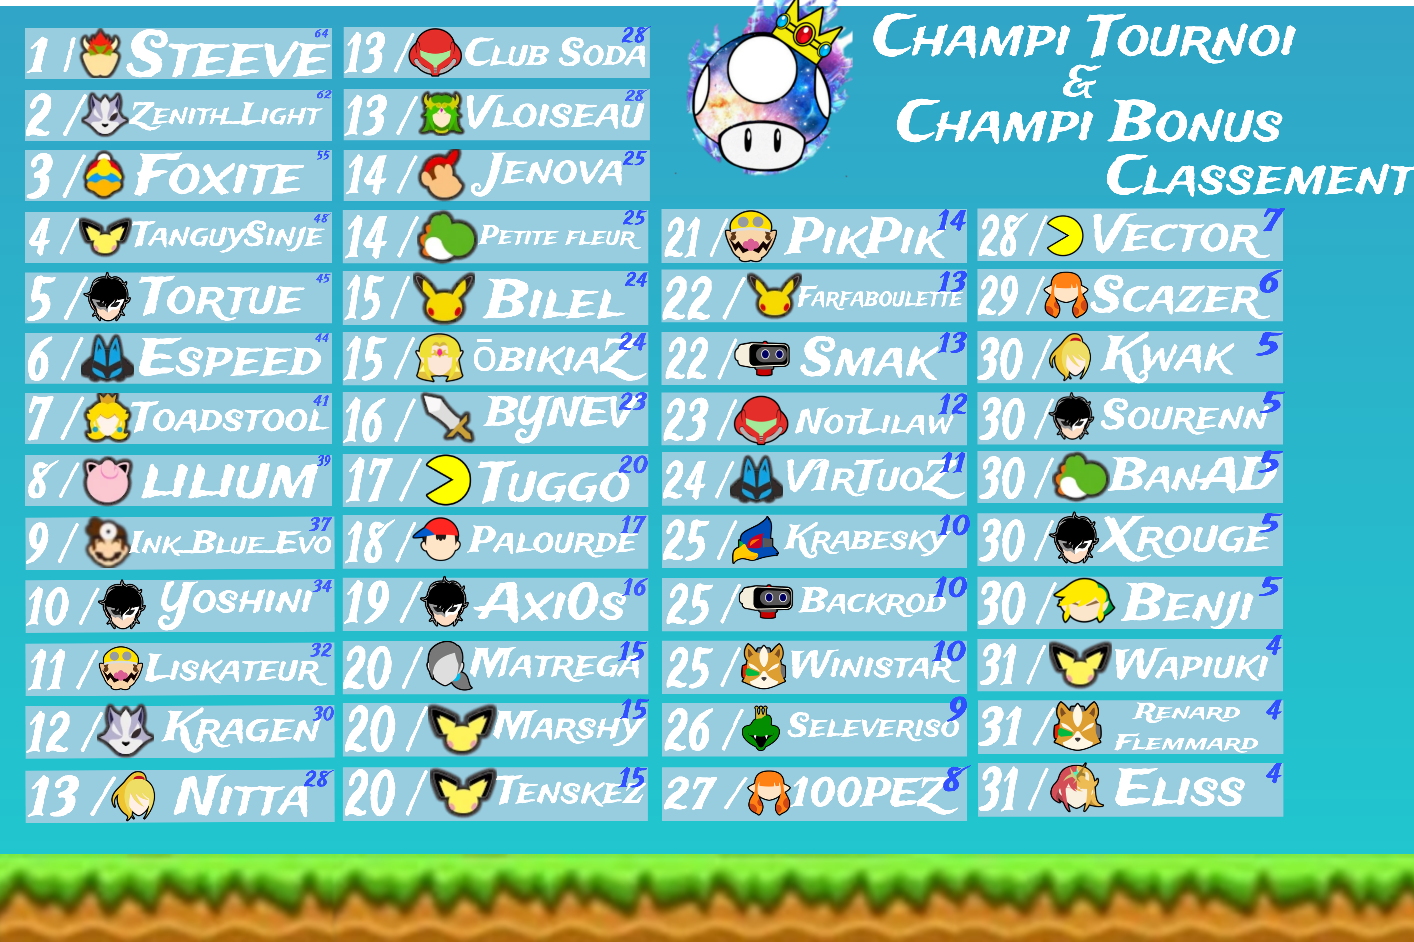 Champi Tournoi
&
Champi Bonus
Classement
1 / Steeve 64
2 / Zenith_Light 62
3 / Foxite 55
4 / TanguySinje 48
5 / Tortue 45
6 / Espeed 44
7 / Toadstool 41
8 / LILIUM 39
9 / Ink_Blue_Evo 37
10 / Yoshini 34
11 / Liskateur 32
12 / Kragen 30
13 / Nitta 28
13 / Club Soda 28
13 / Vloiseau 28
14 / Jenova 25
14 / Petite fleur 25
15 / Bilel 24
15 / ōbikiaZ 24
16 / BYNEV 23
17 / Tuggo 20
18 / Palourde 17
19 / AxiOs 16
20 / Matrega 15
20 / Marshy 15
20 / Tenskez 15
21 / PikPik 14
22 / Farfaboulette 13
22 / Smak 13
23 / NotLilaw 12
24 / V1rTuoZ 11
25 / Krabesky 10
25 / Backrod 10
25 / Winistar 10
26 / Seleveriso 9
27 / 100PEZ 8
28 / Vector 7
29 / Scazer 6
30 / Kwak 5
30 / Sourenn 5
30 / BanAD 5
30 / Xrouge 5
30 / Benji 5
31 / Wapiuki 4
31 / Renard 4
Flemmard
31 / Eliss 4